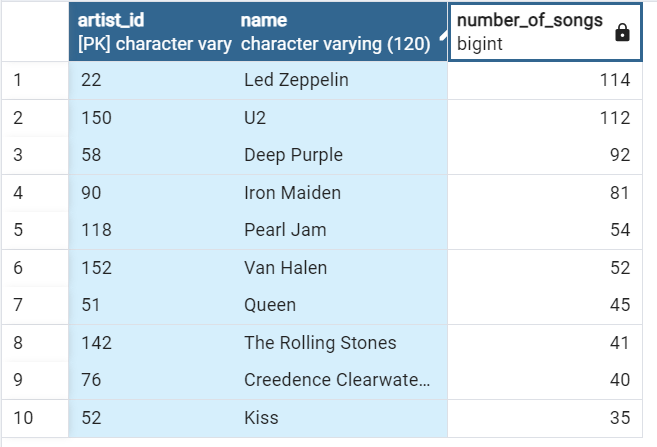 artist_id name number_of_songs
[PK] character vary character varying (120) bigint
1 22 Led Zeppelin 114
2 150 U2 112
3 58 Deep Purple 92
4 90 Iron Maiden 81
5 118 Pearl Jam 54
6 152 Van Halen 52
7 51 Queen 45
8 142 The Rolling Stones 41
9 76 Creedence Clearwate... 40
10 52 Kiss 35